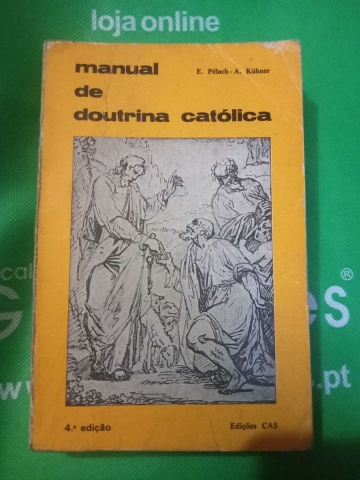 loja online
manual
E. Pélach - A. Kühner
de
doutrina católica
4.ª edição
Edições CAS